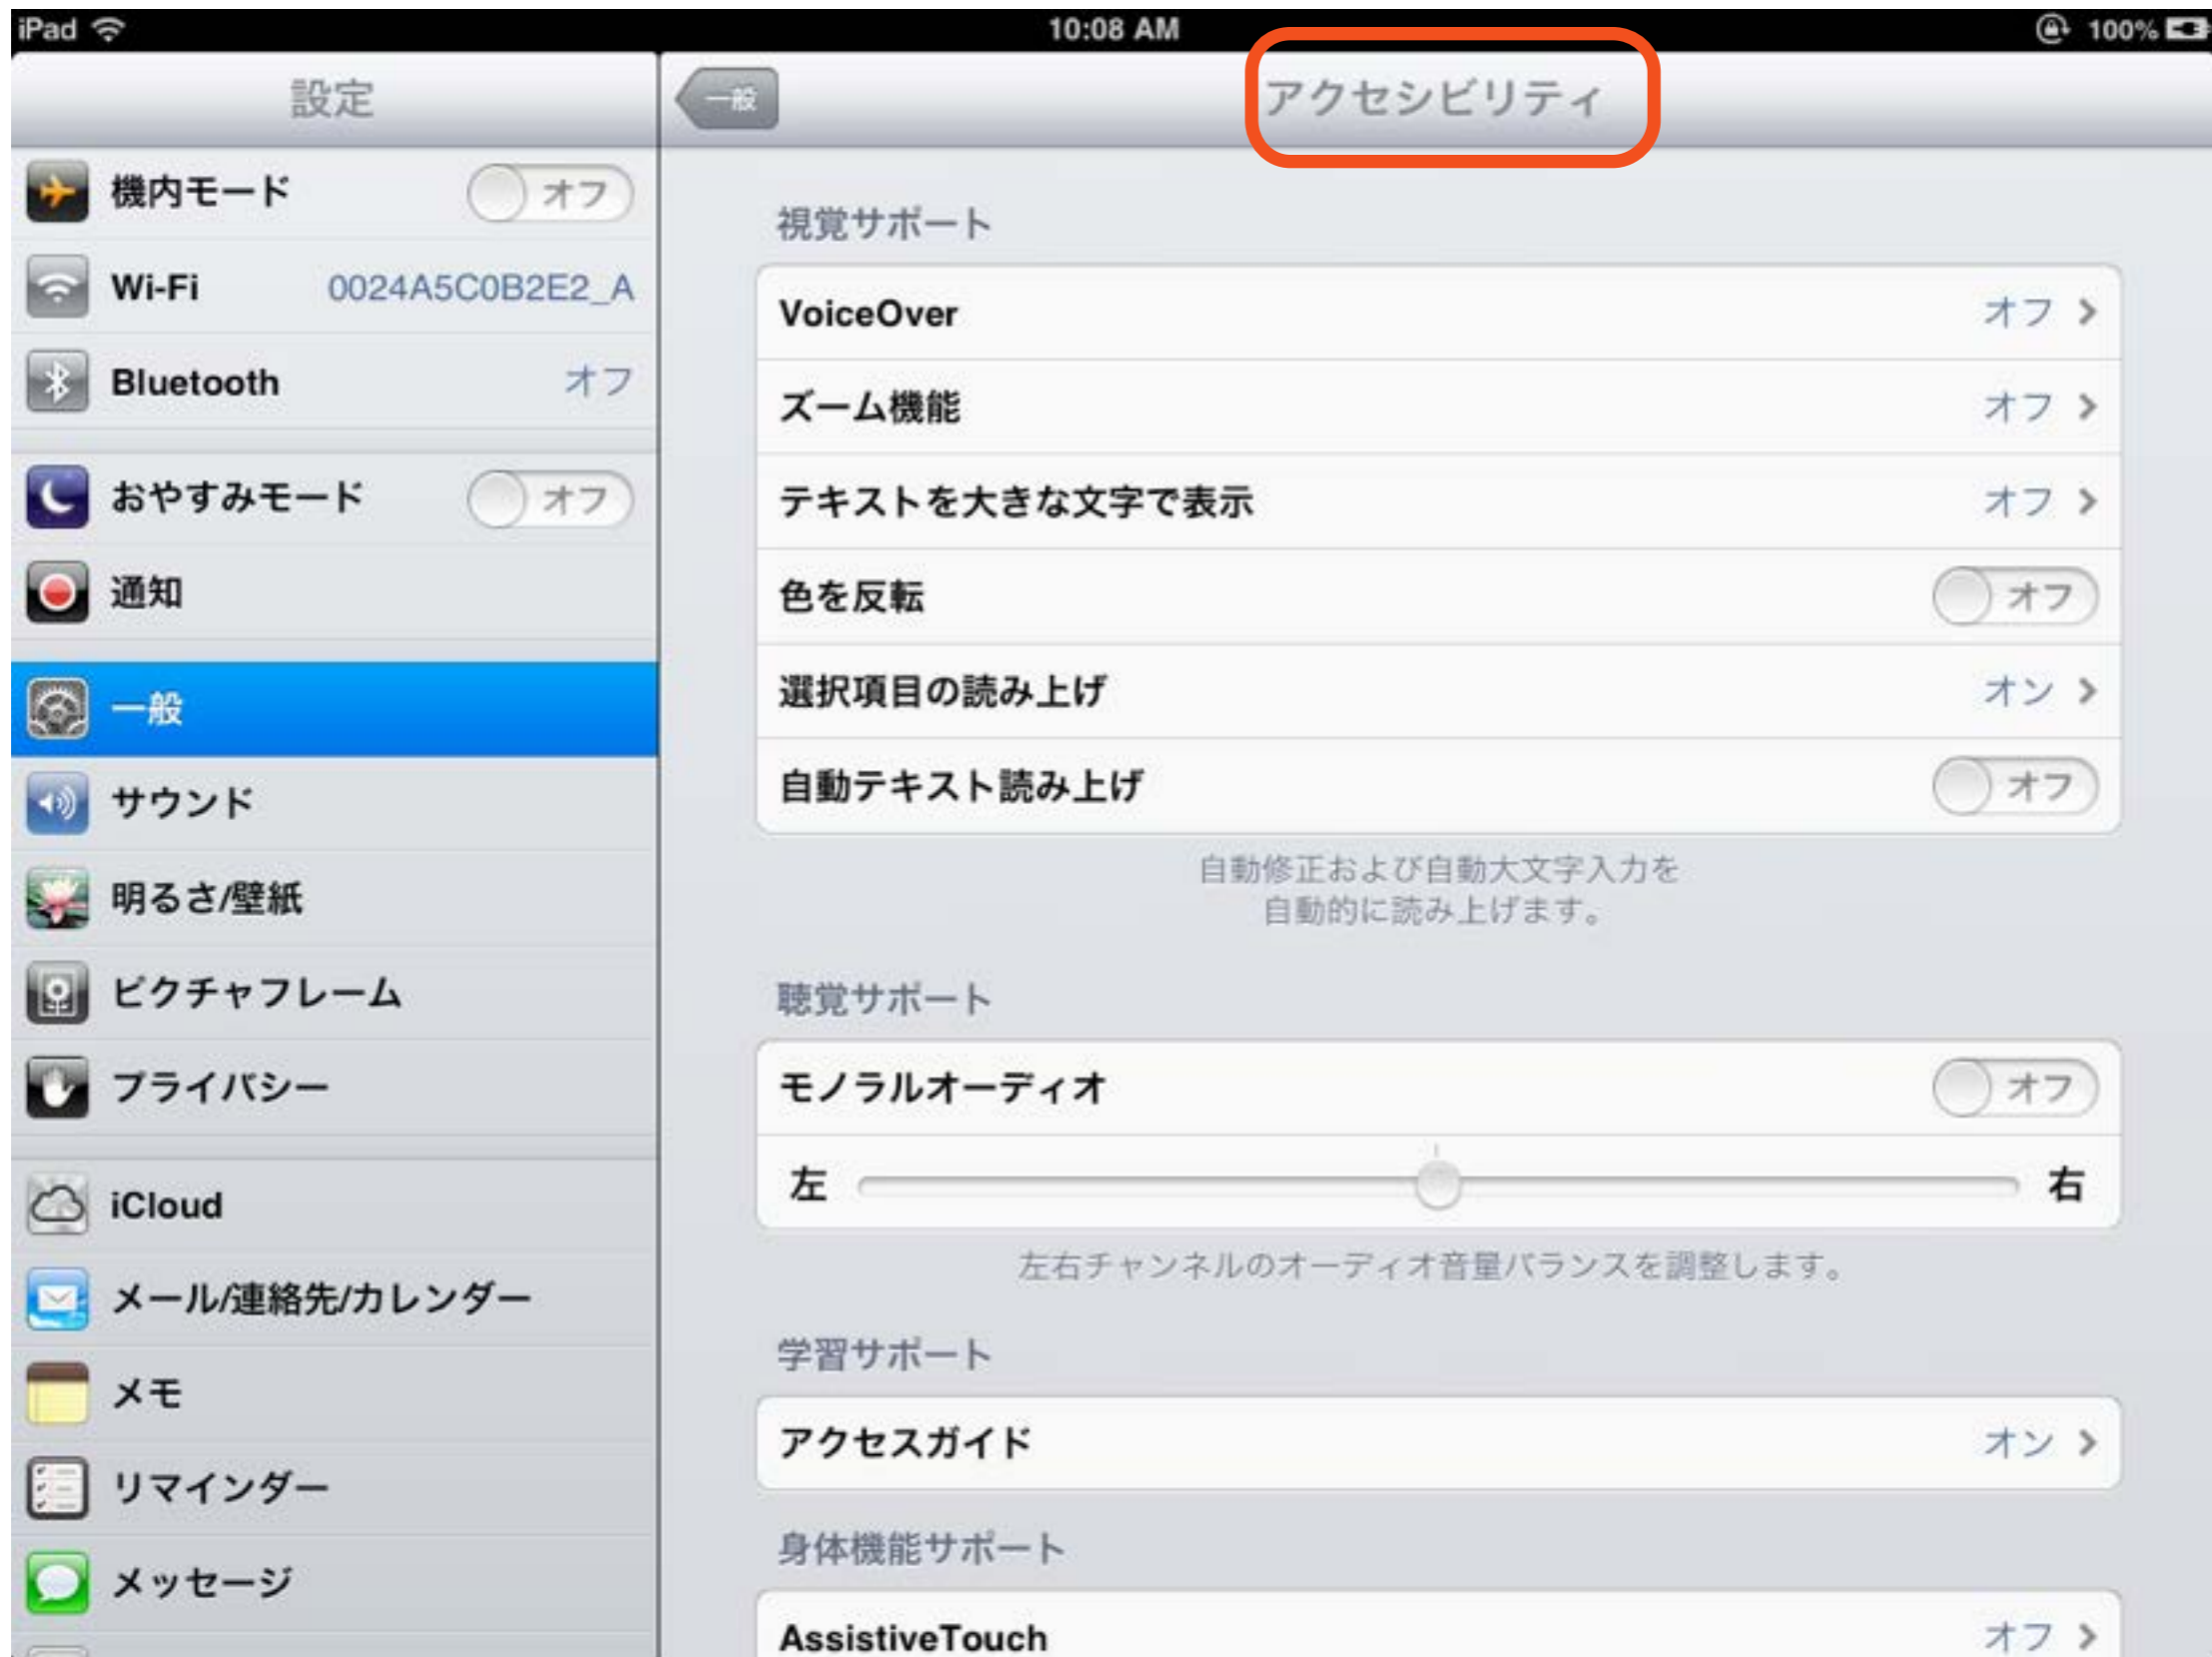 iPad 10:08 AM 100%
設定
機内モード オフ
Wi-Fi 0024A5C0B2E2_A
Bluetooth オフ
おやすみモード オフ
通知
一般
サウンド
明るさ/壁紙
ピクチャフレーム
プライバシー
iCloud
メール/連絡先/カレンダー
メモ
リマインダー
メッセージ
一般 アクセシビリティ
視覚サポート
VoiceOver オフ
ズーム機能 オフ
テキストを大きな文字で表示 オフ
色を反転 オフ
選択項目の読み上げ オン
自動テキスト読み上げ オフ
自動修正および自動大文字入力を
自動的に読み上げます。
聴覚サポート
モノラルオーディオ オフ
左 右
左右チャンネルのオーディオ音量バランスを調整します。
学習サポート
アクセスガイド オン
身体機能サポート
AssistiveTouch オフ